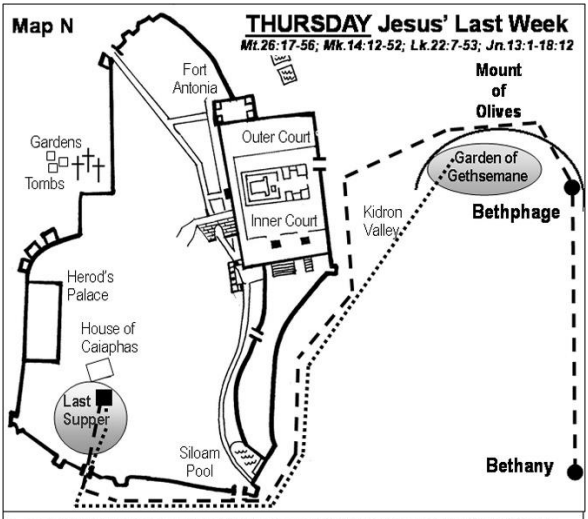 Map N
THURSDAY Jesus' Last Week
Mt.26:17-56; Mk.14:12-52; Lk.22:7-53; Jn.13:1-18:12
Fort
Antonia
Mount
of
Olives
Outer Court
Gardens
Tombs
Garden of
Gethsemane
Inner Court
Kidron
Valley
Bethphage
Herod's
Palace
House of
Caiaphas
Last
Supper
Siloam
Pool
Bethany